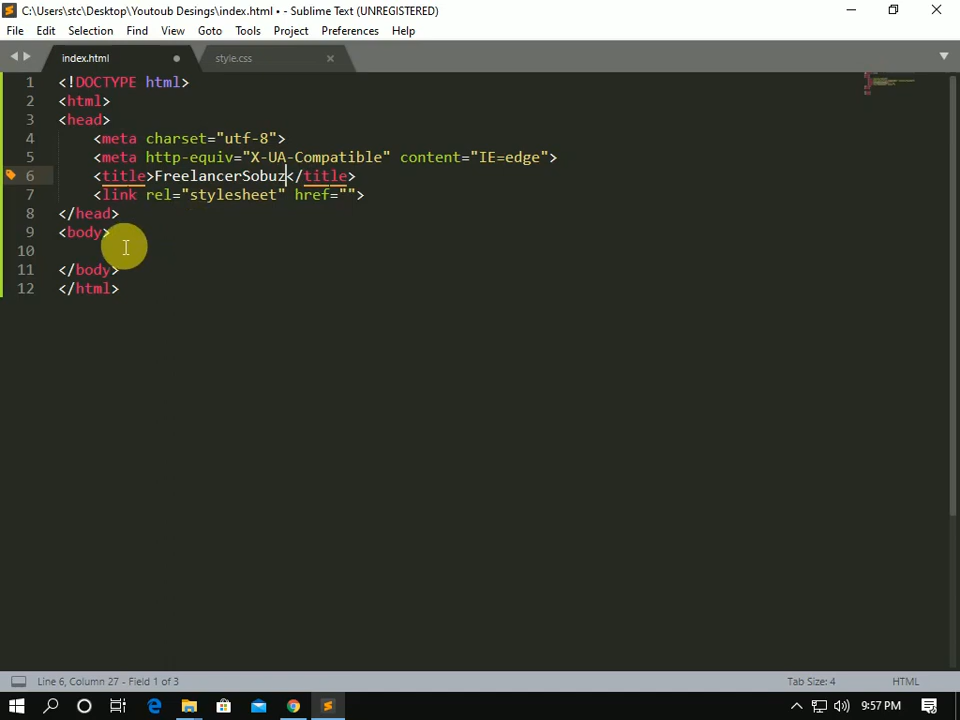 C:\Users\stc\Desktop\Youtoub Desings\index.html • - Sublime Text (UNREGISTERED)
File Edit Selection Find View Goto Tools Project Preferences Help
index.html style.css
1 <!DOCTYPE html>
2 <html>
3 <head>
4 <meta charset="utf-8">
5 <meta http-equiv="X-UA-Compatible" content="IE=edge">
6 <title>FreelancerSobuz</title>
7 <link rel="stylesheet" href="">
8 </head>
9 <body>
10
11 </body>
12 </html>
Line 6, Column 27 - Field 1 of 3 Tab Size: 4 HTML
9:57 PM